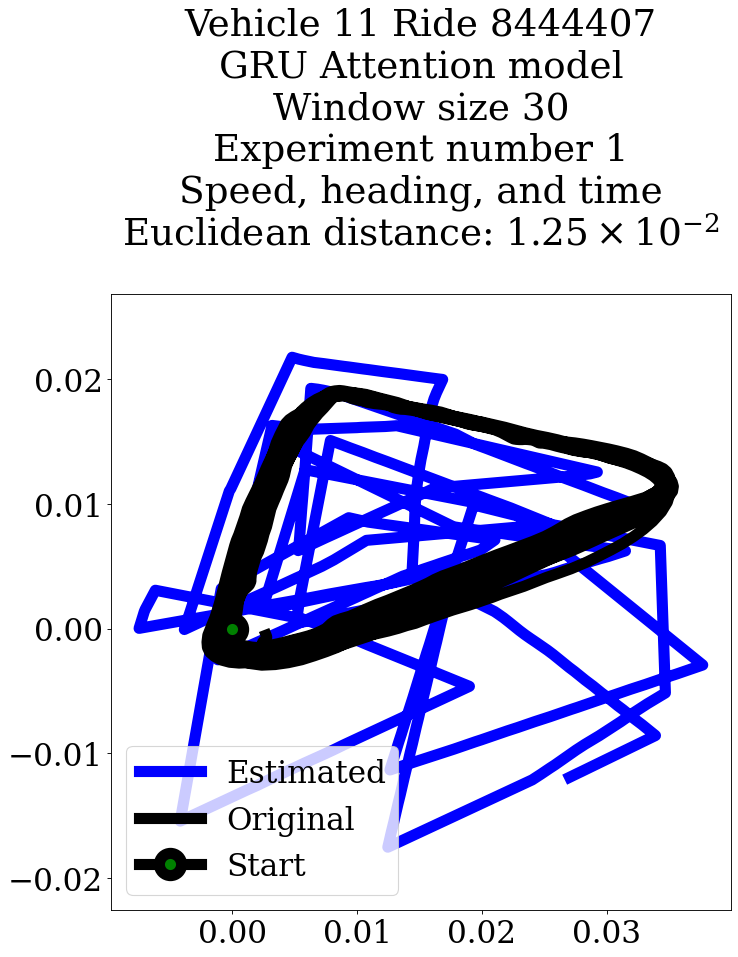 Vehicle 11 Ride 8444407
GRU Attention model
Window size 30
Experiment number 1
Speed, heading, and time
Euclidean distance: 1.25 × 10⁻²
0.02
0.01
0.00
−0.01
−0.02
Estimated
Original
Start
0.00 0.01 0.02 0.03